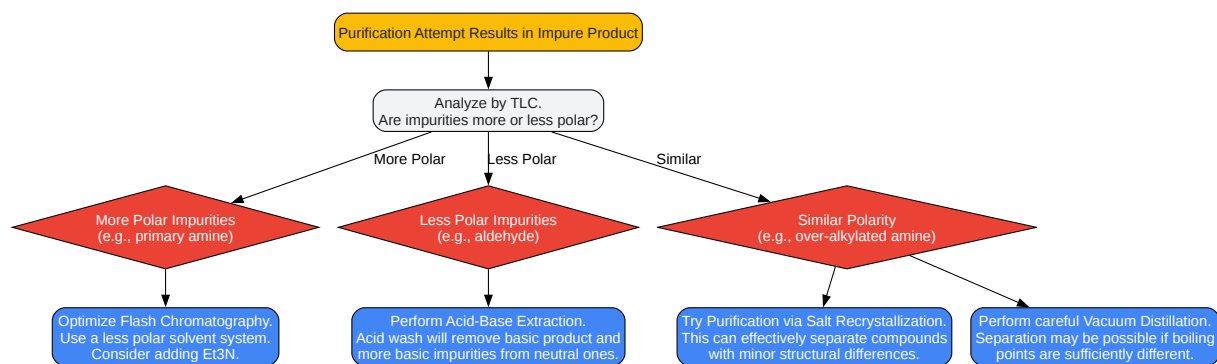 Purification Attempt Results in Impure Product
Analyze by TLC.
Are impurities more or less polar?
More Polar
Less Polar
Similar
More Polar Impurities
(e.g., primary amine)
Less Polar Impurities
(e.g., aldehyde)
Similar Polarity
(e.g., over-alkylated amine)
Optimize Flash Chromatography.
Use a less polar solvent system.
Consider adding Et3N.
Perform Acid-Base Extraction.
Acid wash will remove basic product and
more basic impurities from neutral ones.
Try Purification via Salt Recrystallization.
This can effectively separate compounds
with minor structural differences.
Perform careful Vacuum Distillation.
Separation may be possible if boiling
points are sufficiently different.